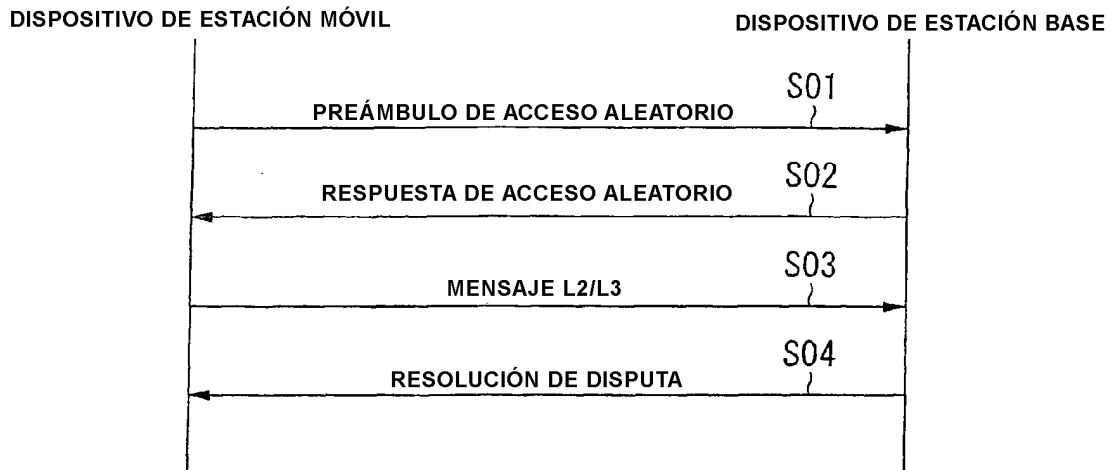 DISPOSITIVO DE ESTACIÓN MÓVIL
DISPOSITIVO DE ESTACIÓN BASE
S01
PREÁMBULO DE ACCESO ALEATORIO
S02
RESPUESTA DE ACCESO ALEATORIO
S03
MENSAJE L2/L3
S04
RESOLUCIÓN DE DISPUTA